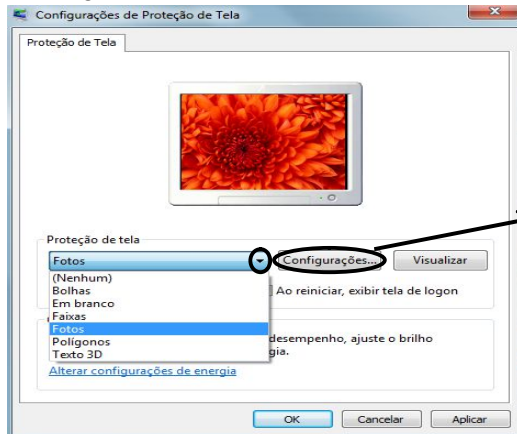 Configurações de Proteção de Tela
Proteção de Tela
Proteção de tela
Fotos
Configurações...
Visualizar
(Nenhum)
Bolhas
Em branco
Faixas
Fotos
Polígonos
Texto 3D
Ao reiniciar, exibir tela de logon
desempenho, ajuste o brilho
gia.
Alterar configurações de energia
OK
Cancelar
Aplicar